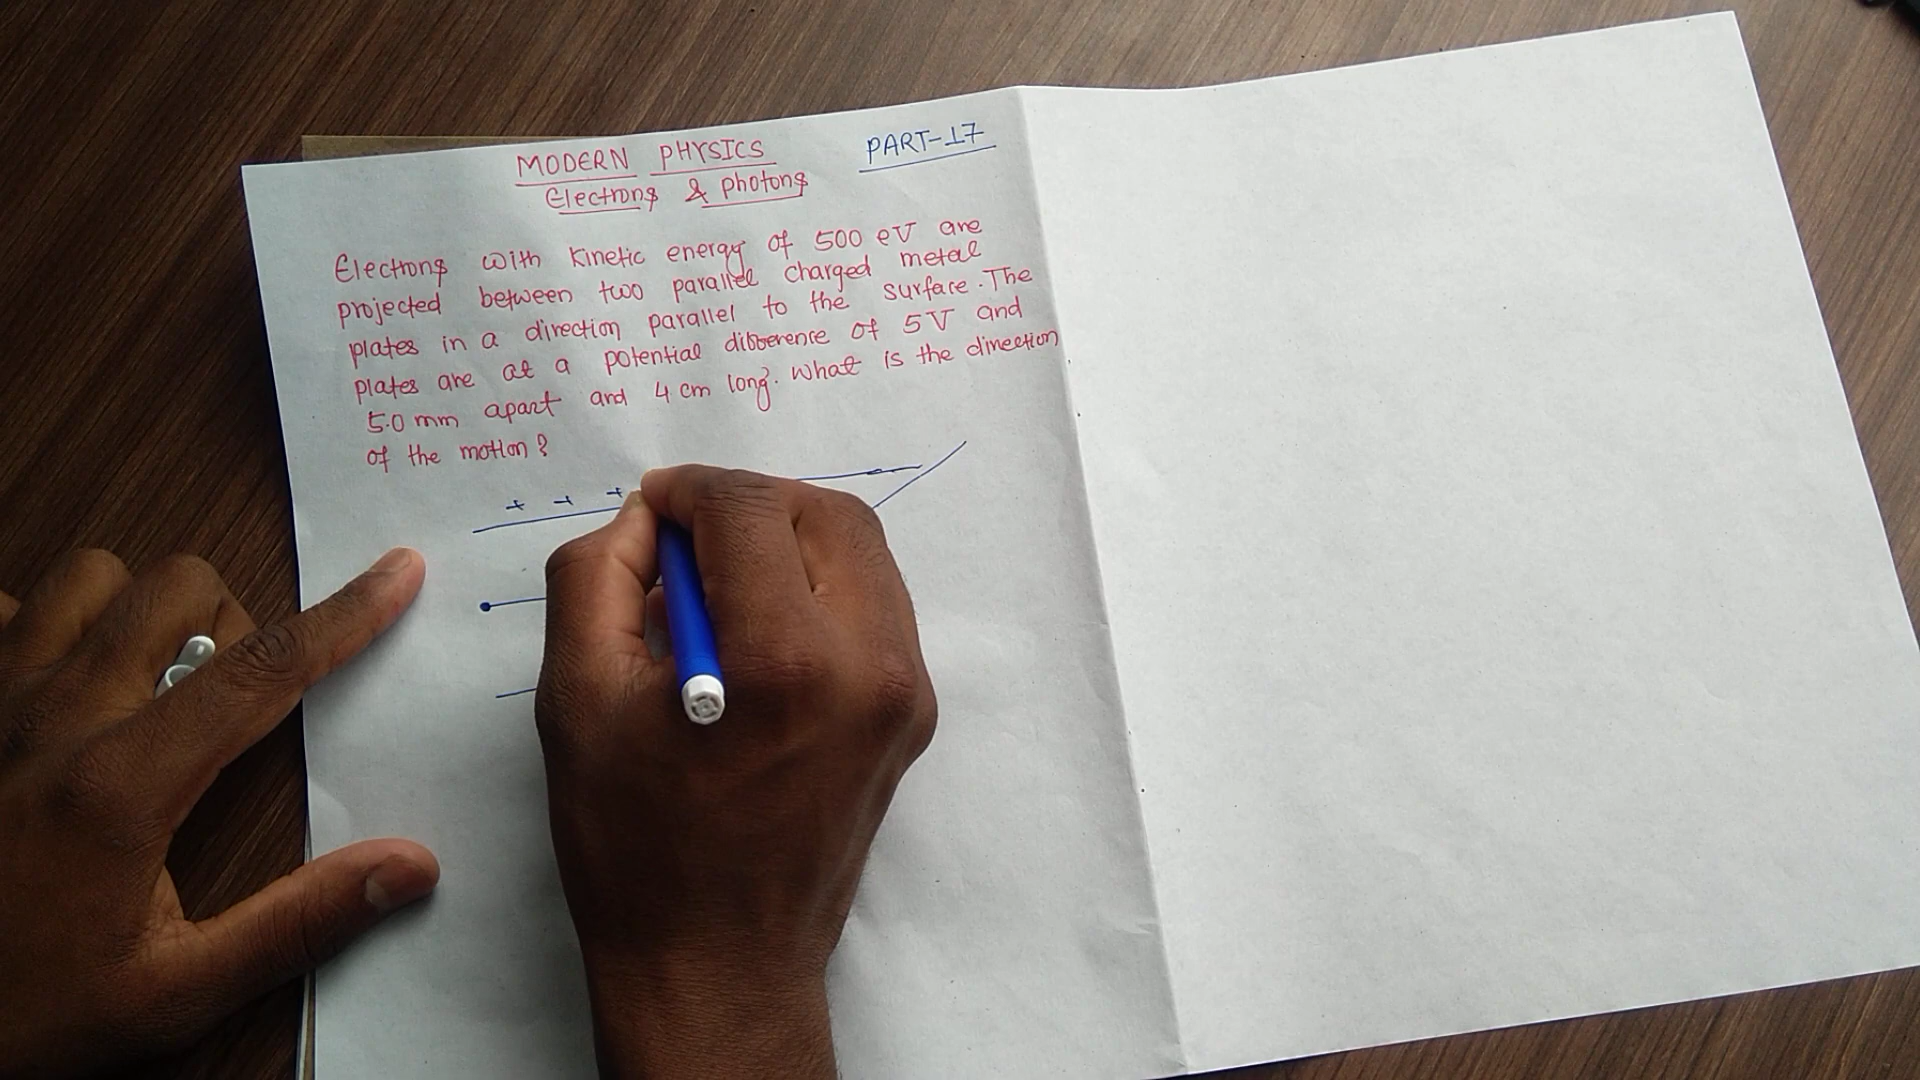 MODERN PHYSICS PART-17
Electrons & photons
Electrons with Kinetic energy of 500 eV are
projected between two parallel charged metal
plates in a direction parallel to the surface. The
plates are at a potential difference of 5V and
5.0 mm apart and 4 cm long. What is the direction
of the motion?
+ + +